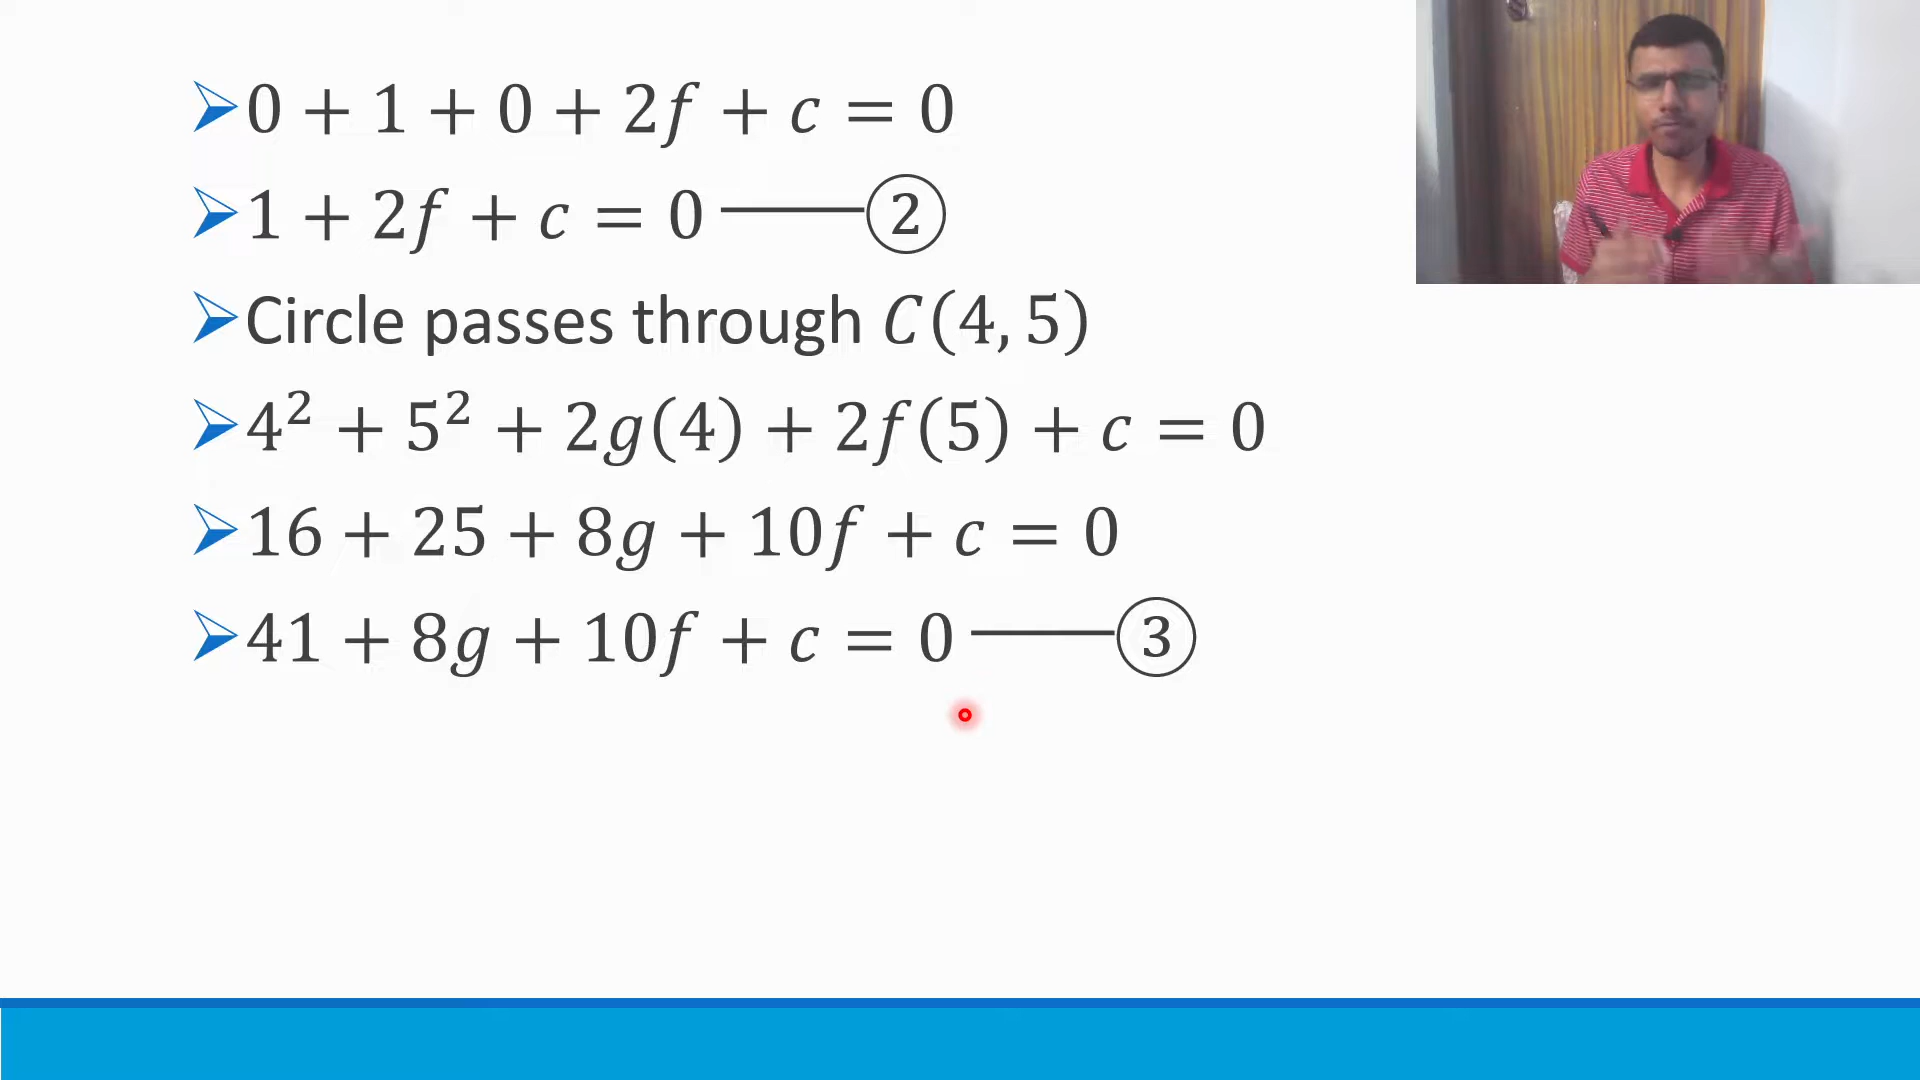 0 + 1 + 0 + 2f + c = 0
1 + 2f + c = 0 —— ②
Circle passes through C(4, 5)
4² + 5² + 2g(4) + 2f(5) + c = 0
16 + 25 + 8g + 10f + c = 0
41 + 8g + 10f + c = 0 —— ③